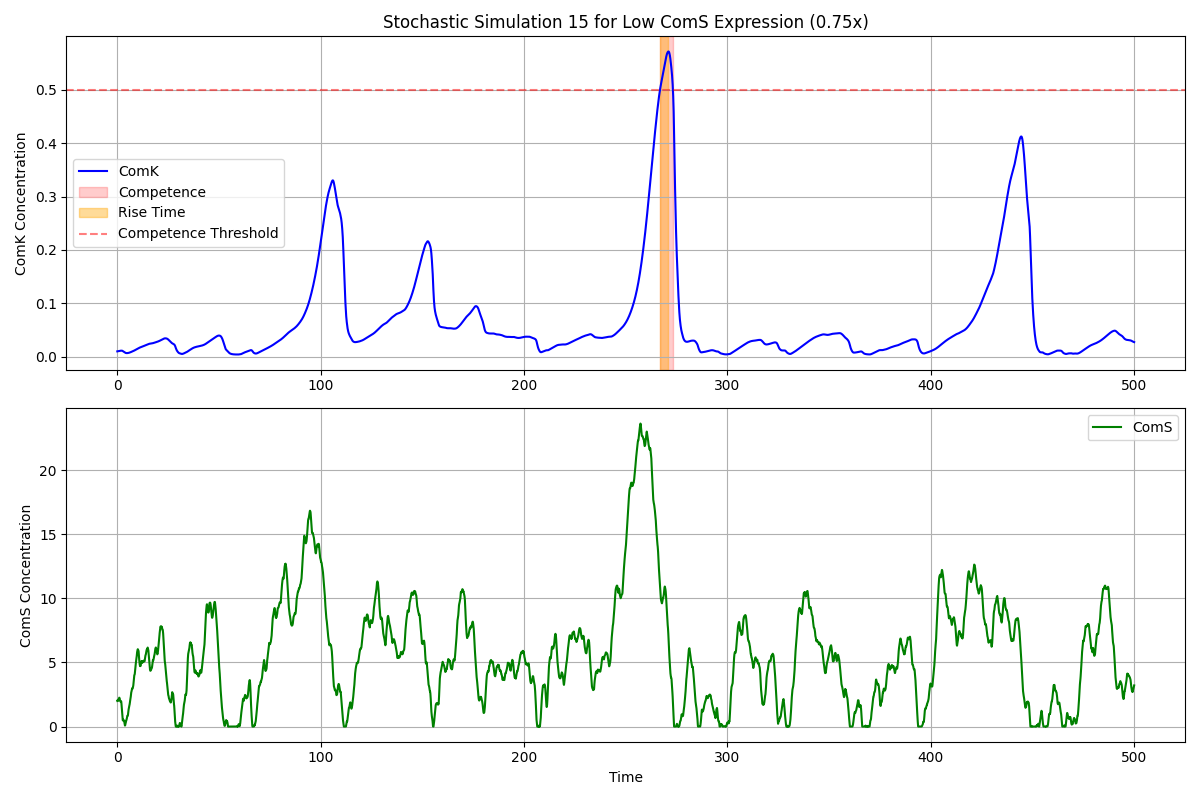 Stochastic Simulation 15 for Low ComS Expression (0.75x)
ComK Concentration
0.5
0.4
0.3
0.2
0.1
0.0
ComK
Competence
Rise Time
Competence Threshold
0 100 200 300 400 500
ComS Concentration
20
15
10
5
0
ComS
0 100 200 300 400 500
Time